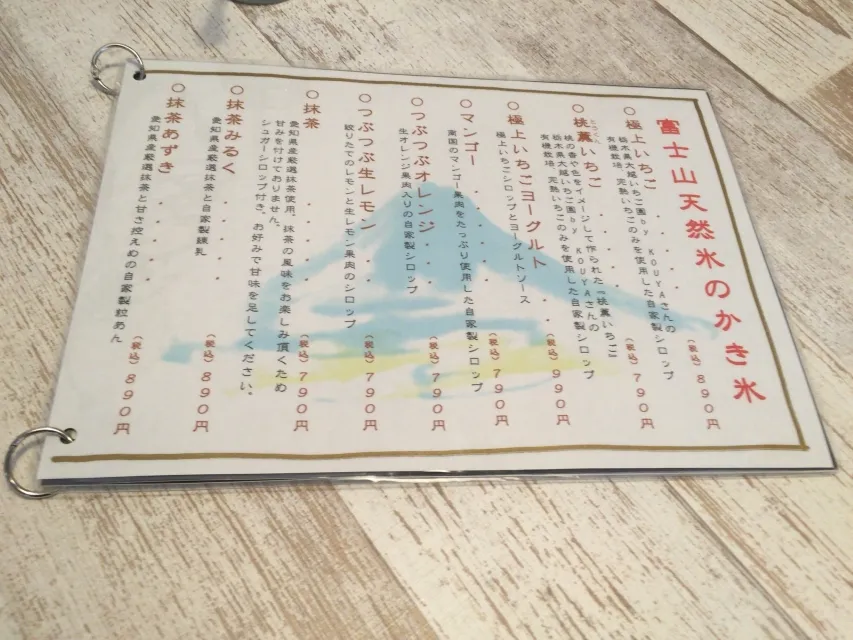 富士山天然氷のかき氷
○極上いちご・・・・(税込)890円
栃木県大越いちご園by KOUYAさんの
有機栽培、完熟いちごのみを使用した自家製シロップ
○桃薫いちご・・・・(税込)790円
とうくん
桃の香や色をイメージして作られた「桃薫いちご
栃木県大越いちご園by KOUYAさんの
有機栽培、完熟いちごのみを使用した自家製シロップ
○極上いちごヨーグルト・・(税込)990円
極上いちごシロップとヨーグルトソース
○マンゴー・・・・・(税込)790円
南国のマンゴー果肉をたっぷり使用した自家製シロップ
○つぶつぶオレンジ・・・(税込)790円
生オレンジ果肉入りの自家製シロップ
○つぶつぶ生レモン・・・(税込)790円
絞りたてのレモンと生レモン果肉のシロップ
○抹茶・・・・・(税込)790円
愛知県産厳選抹茶使用、抹茶の風味をお楽しみ頂くため
甘みを付けておりません。
シュガーシロップ付き、お好みで甘味を足してください。
○抹茶みるく・・・・(税込)890円
愛知県産厳選抹茶と自家製練乳
○抹茶あずき・・・・(税込)890円
愛知県産厳選抹茶と甘さ控えめの自家製粒あん